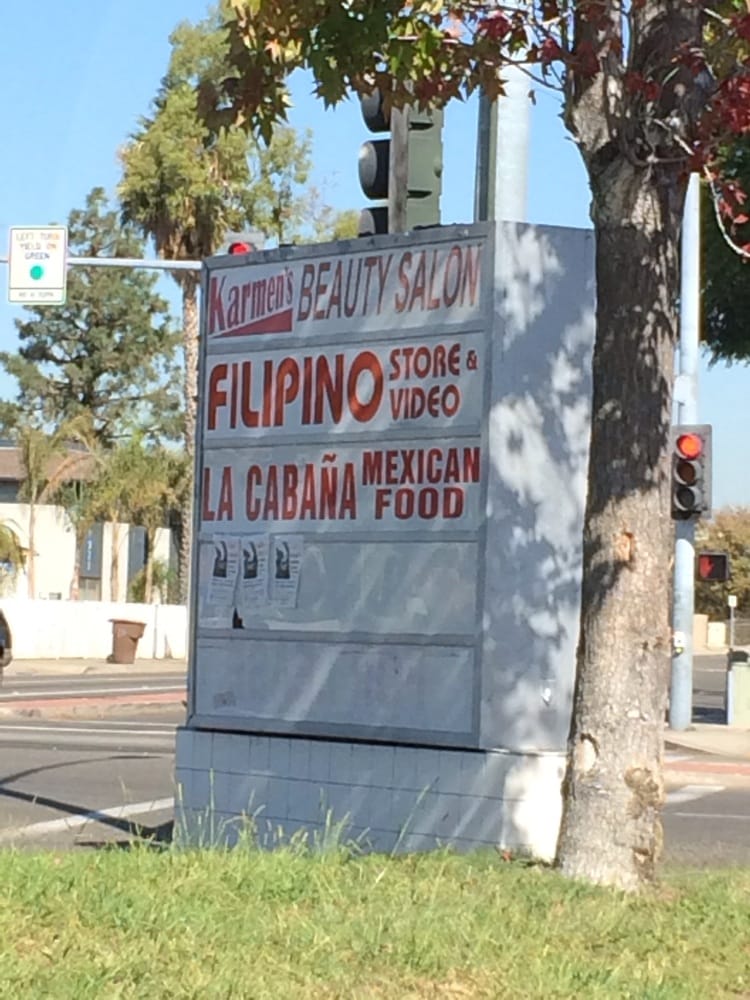 LEFT TURN
YIELD ON
GREEN
Karmen's BEAUTY SALON
FILIPINO STORE &
VIDEO
LA CABAÑA MEXICAN
FOOD